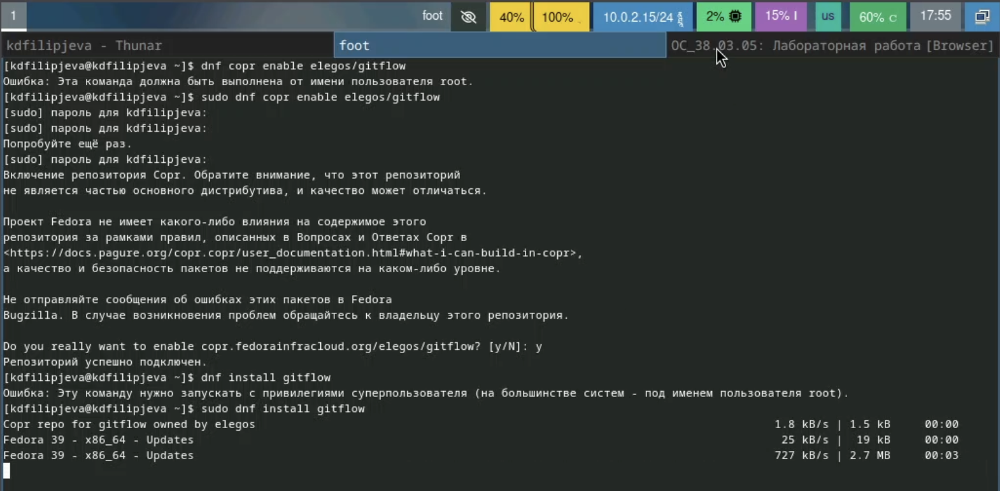 1 foot 40% 100% 10.0.2.15/24 2% 15% us 60% 17:55
kdfilipjeva - Thunar foot ОС_38.03.05: Лабораторная работа [Browser]
[kdfilipjeva@kdfilipjeva ~]$ dnf copr enable elegos/gitflow
Ошибка: Эта команда должна быть выполнена от имени пользователя root.
[kdfilipjeva@kdfilipjeva ~]$ sudo dnf copr enable elegos/gitflow
[sudo] пароль для kdfilipjeva:
[sudo] пароль для kdfilipjeva:
Попробуйте ещё раз.
[sudo] пароль для kdfilipjeva:
Включение репозитория Copr. Обратите внимание, что этот репозиторий
не является частью основного дистрибутива, и качество может отличаться.
Проект Fedora не имеет какого-либо влияния на содержимое этого
репозитория за рамками правил, описанных в Вопросах и Ответах Copr в
<https://docs.pagure.org/copr.copr/user_documentation.html#what-i-can-build-in-copr>,
а качество и безопасность пакетов не поддерживаются на каком-либо уровне.
Не отправляйте сообщения об ошибках этих пакетов в Fedora
Bugzilla. В случае возникновения проблем обращайтесь к владельцу этого репозитория.
Do you really want to enable copr.fedorainfracloud.org/elegos/gitflow? [y/N]: y
Репозиторий успешно подключен.
[kdfilipjeva@kdfilipjeva ~]$ dnf install gitflow
Ошибка: Эту команду нужно запускать с привилегиями суперпользователя (на большинстве систем - под именем пользователя root).
[kdfilipjeva@kdfilipjeva ~]$ sudo dnf install gitflow
Copr repo for gitflow owned by elegos 1.8 kB/s | 1.5 kB 00:00
Fedora 39 - x86_64 - Updates 25 kB/s | 19 kB 00:00
Fedora 39 - x86_64 - Updates 727 kB/s | 2.7 MB 00:03